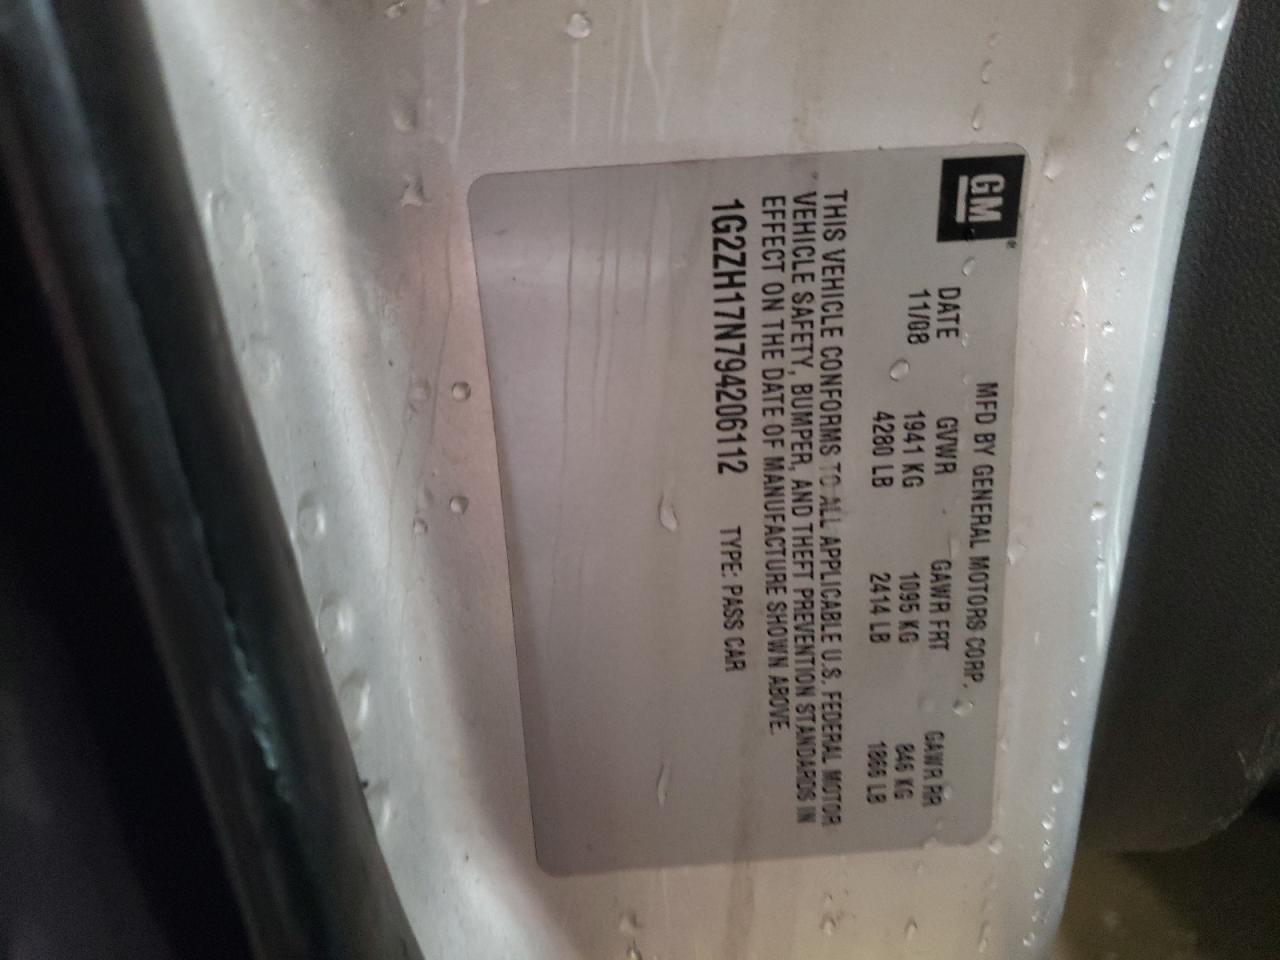 GM®
MFD BY GENERAL MOTORS CORP.
DATE GVWR GAWR FRT GAWR RR
11/08 1941 KG 1095 KG 846 KG
4280 LB 2414 LB 1866 LB
THIS VEHICLE CONFORMS TO ALL APPLICABLE U.S. FEDERAL MOTOR
VEHICLE SAFETY, BUMPER, AND THEFT PREVENTION STANDARDS IN
EFFECT ON THE DATE OF MANUFACTURE SHOWN ABOVE.
1G2ZH17N794206112 TYPE: PASS CAR